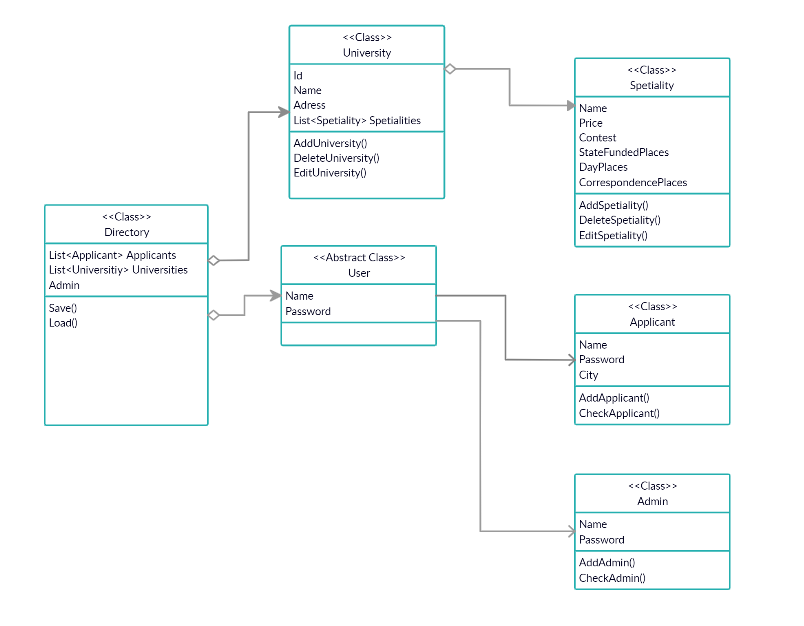 <<Class>>
University
Id
Name
Adress
List<Spetiality> Spetialities
AddUniversity()
DeleteUniversity()
EditUniversity()
<<Class>>
Spetiality
Name
Price
Contest
StateFundedPlaces
DayPlaces
CorrespondencePlaces
AddSpetiality()
DeleteSpetiality()
EditSpetiality()
<<Class>>
Directory
List<Applicant> Applicants
List<Universitiy> Universities
Admin
Save()
Load()
<<Abstract Class>>
User
Name
Password
<<Class>>
Applicant
Name
Password
City
AddApplicant()
CheckApplicant()
<<Class>>
Admin
Name
Password
AddAdmin()
CheckAdmin()